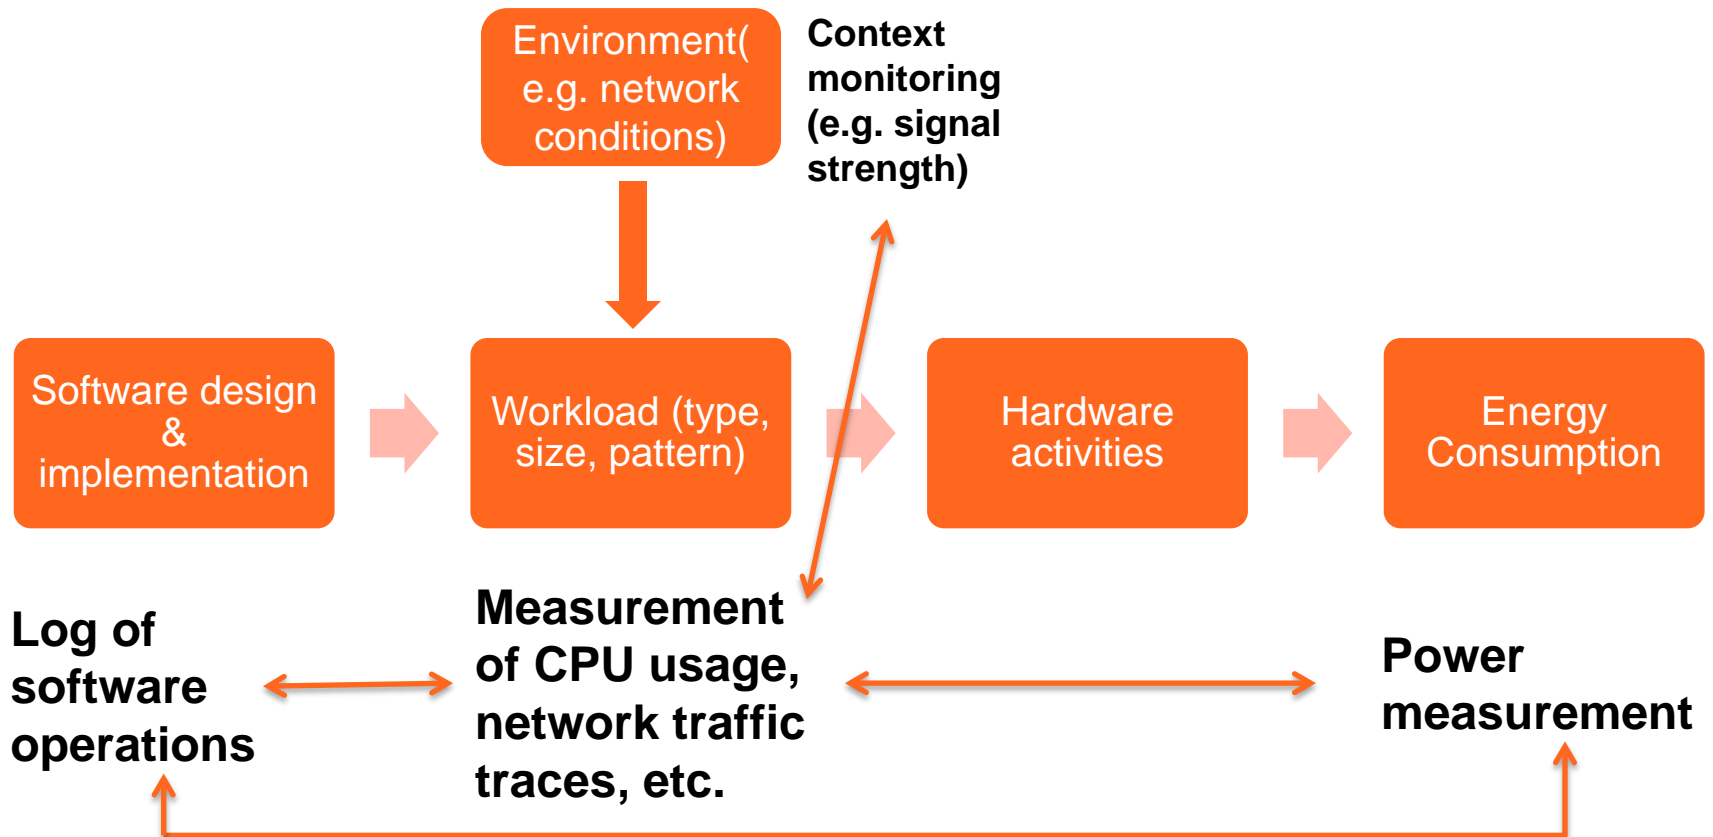 Environment(
e.g. network
conditions)
Context
monitoring
(e.g. signal
strength)
Software design
&
implementation
Workload (type,
size, pattern)
Hardware
activities
Energy
Consumption
Log of
software
operations
Measurement
of CPU usage,
network traffic
traces, etc.
Power
measurement